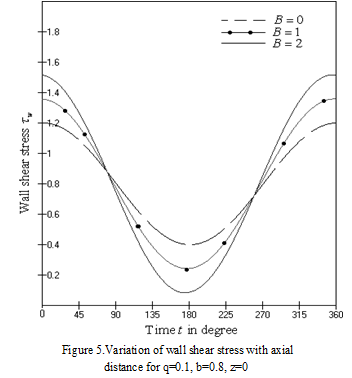 B = 0
B = 1
B = 2
1.8
1.6
1.4
1.2
1
0.8
0.6
0.4
0.2
Wall shear stress τw
0 45 90 135 180 225 270 315 360
Time t in degree
Figure 5.Variation of wall shear stress with axial
distance for q=0.1, b=0.8, z=0